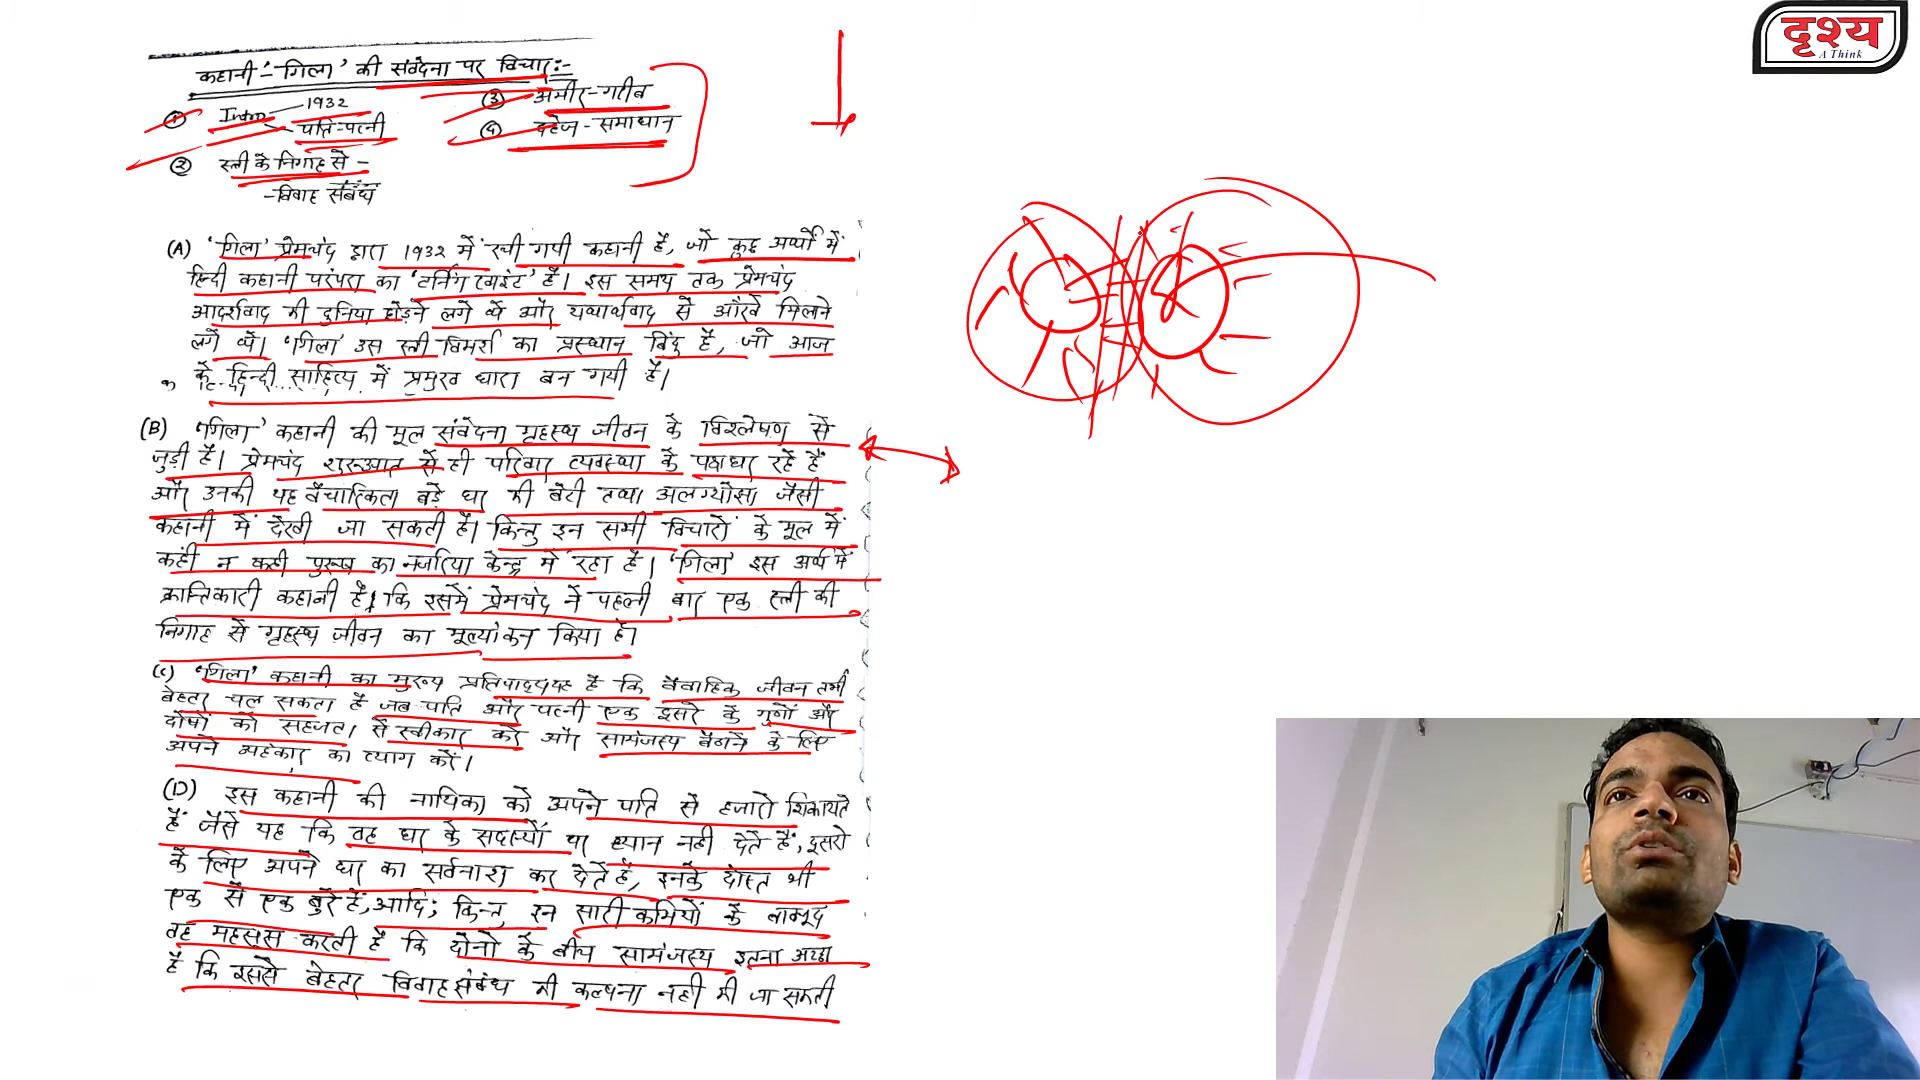 दृश्य
A Think
कहानी-'गिला' की संवेदना पर विचार:-
① Intro - 1932
- पति-पत्नी
② स्त्री के निगाह से -
- विवाह संबंध
③ अमीर-गरीब
④ दहेज-समाधान
(A) 'गिला' प्रेमचंद द्वारा 1932 में रची गयी कहानी है, जो कुछ अर्थों में
हिन्दी कहानी परंपरा का 'टर्निंग प्वाइंट' है। इस समय तक प्रेमचंद
आदर्शवाद की दुनिया छोड़ने लगे थे और यथार्थवाद से आँखे मिलाने
लगे थे। 'गिला' उस स्त्री विमर्श का प्रस्थान बिंदु है, जो आज
के हिन्दी साहित्य में प्रमुख धारा बन गयी है।
(B) 'गिला' कहानी की मूल संवेदना गृहस्थ जीवन के विश्लेषण से
जुड़ी है। प्रेमचंद शुरुआत से ही परिवार व्यवस्था के पक्षधर रहे हैं
और उनकी यह वैचारिकता बड़े घर की बेटी तथा अलग्योझा जैसी
कहानी में देखी जा सकती है। किन्तु इन सभी विचारों के मूल में
कहीं न कहीं पुरुष का नजरिया केन्द्र में रहा है। 'गिला' इस अर्थ में
क्रान्तिकारी कहानी है, कि इसमें प्रेमचंद ने पहली बार एक स्त्री की
निगाह से गृहस्थ जीवन का मूल्यांकन किया है।
(C) 'गिला' कहानी का मुख्य प्रतिपाद्य यह है कि वैवाहिक जीवन तभी
बेहतर चल सकता है जब पति और पत्नी एक दूसरे के गुणों और
दोषों को सहजता से स्वीकार करे और सामंजस्य बैठाने के लिए
अपने अहंकार का त्याग करें।
(D) इस कहानी की नायिका को अपने पति से हजारो शिकायते
हैं जैसे यह कि वह घर के सदस्यों पर ध्यान नही देते हैं, दूसरो
के लिए अपने घर का सर्वनाश कर देते हैं, इनके दोस्त भी
एक से एक बुरे हैं, आदि; किन्तु इन सारी कमियों के बावजूद
वह महसूस करती है कि दोनो के बीच सामंजस्य इतना अच्छा
है कि इससे बेहतर विवाह संबंध की कल्पना नही की जा सकती